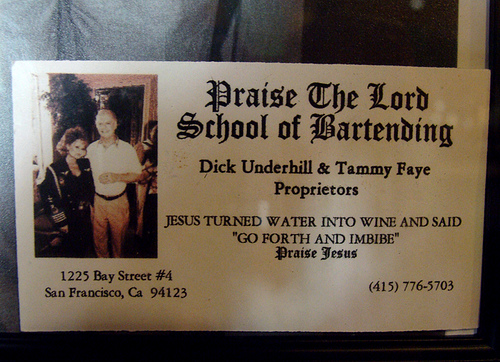 Praise The Lord
School of Bartending
Dick Underhill & Tammy Faye
Proprietors
JESUS TURNED WATER INTO WINE AND SAID
"GO FORTH AND IMBIBE"
Praise Jesus
1225 Bay Street #4
San Francisco, Ca 94123
(415) 776-5703